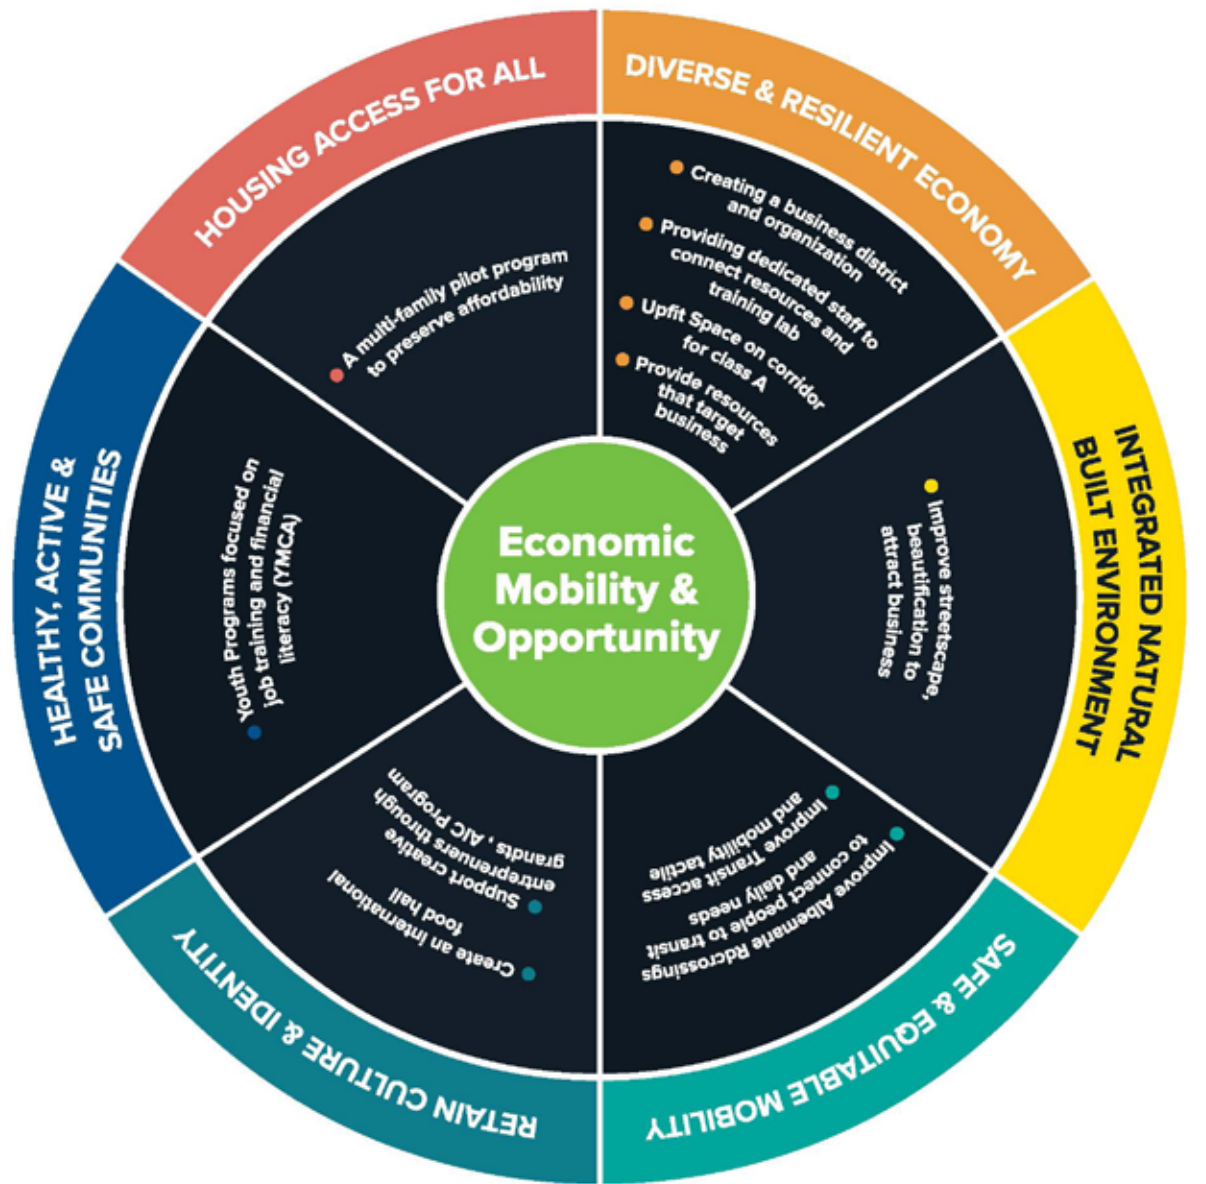 HOUSING ACCESS FOR ALL
A multi-family pilot program
to preserve affordability
DIVERSE & RESILIENT ECONOMY
Creating a business district
and organization
Providing dedicated staff to
connect resources and
training lab
Upfit Space on corridor
for class A
Provide resources
that target
business
INTEGRATED NATURAL
BUILT ENVIRONMENT
Improve streetscape,
beautification to
attract business
SAFE & EQUITABLE MOBILITY
Improve Albemarle Rdcrossings
to connect people to transit
and daily needs
Improve Transit access
and mobility tactile
RETAIN CULTURE & IDENTITY
Create an International
food hall
Support creative
entreprenuers through
grandts , AIC Program
HEALTHY, ACTIVE &
SAFE COMMUNITIES
Youth Programs focused on
job training and financial
literacy (YMCA)
Economic
Mobility &
Opportunity